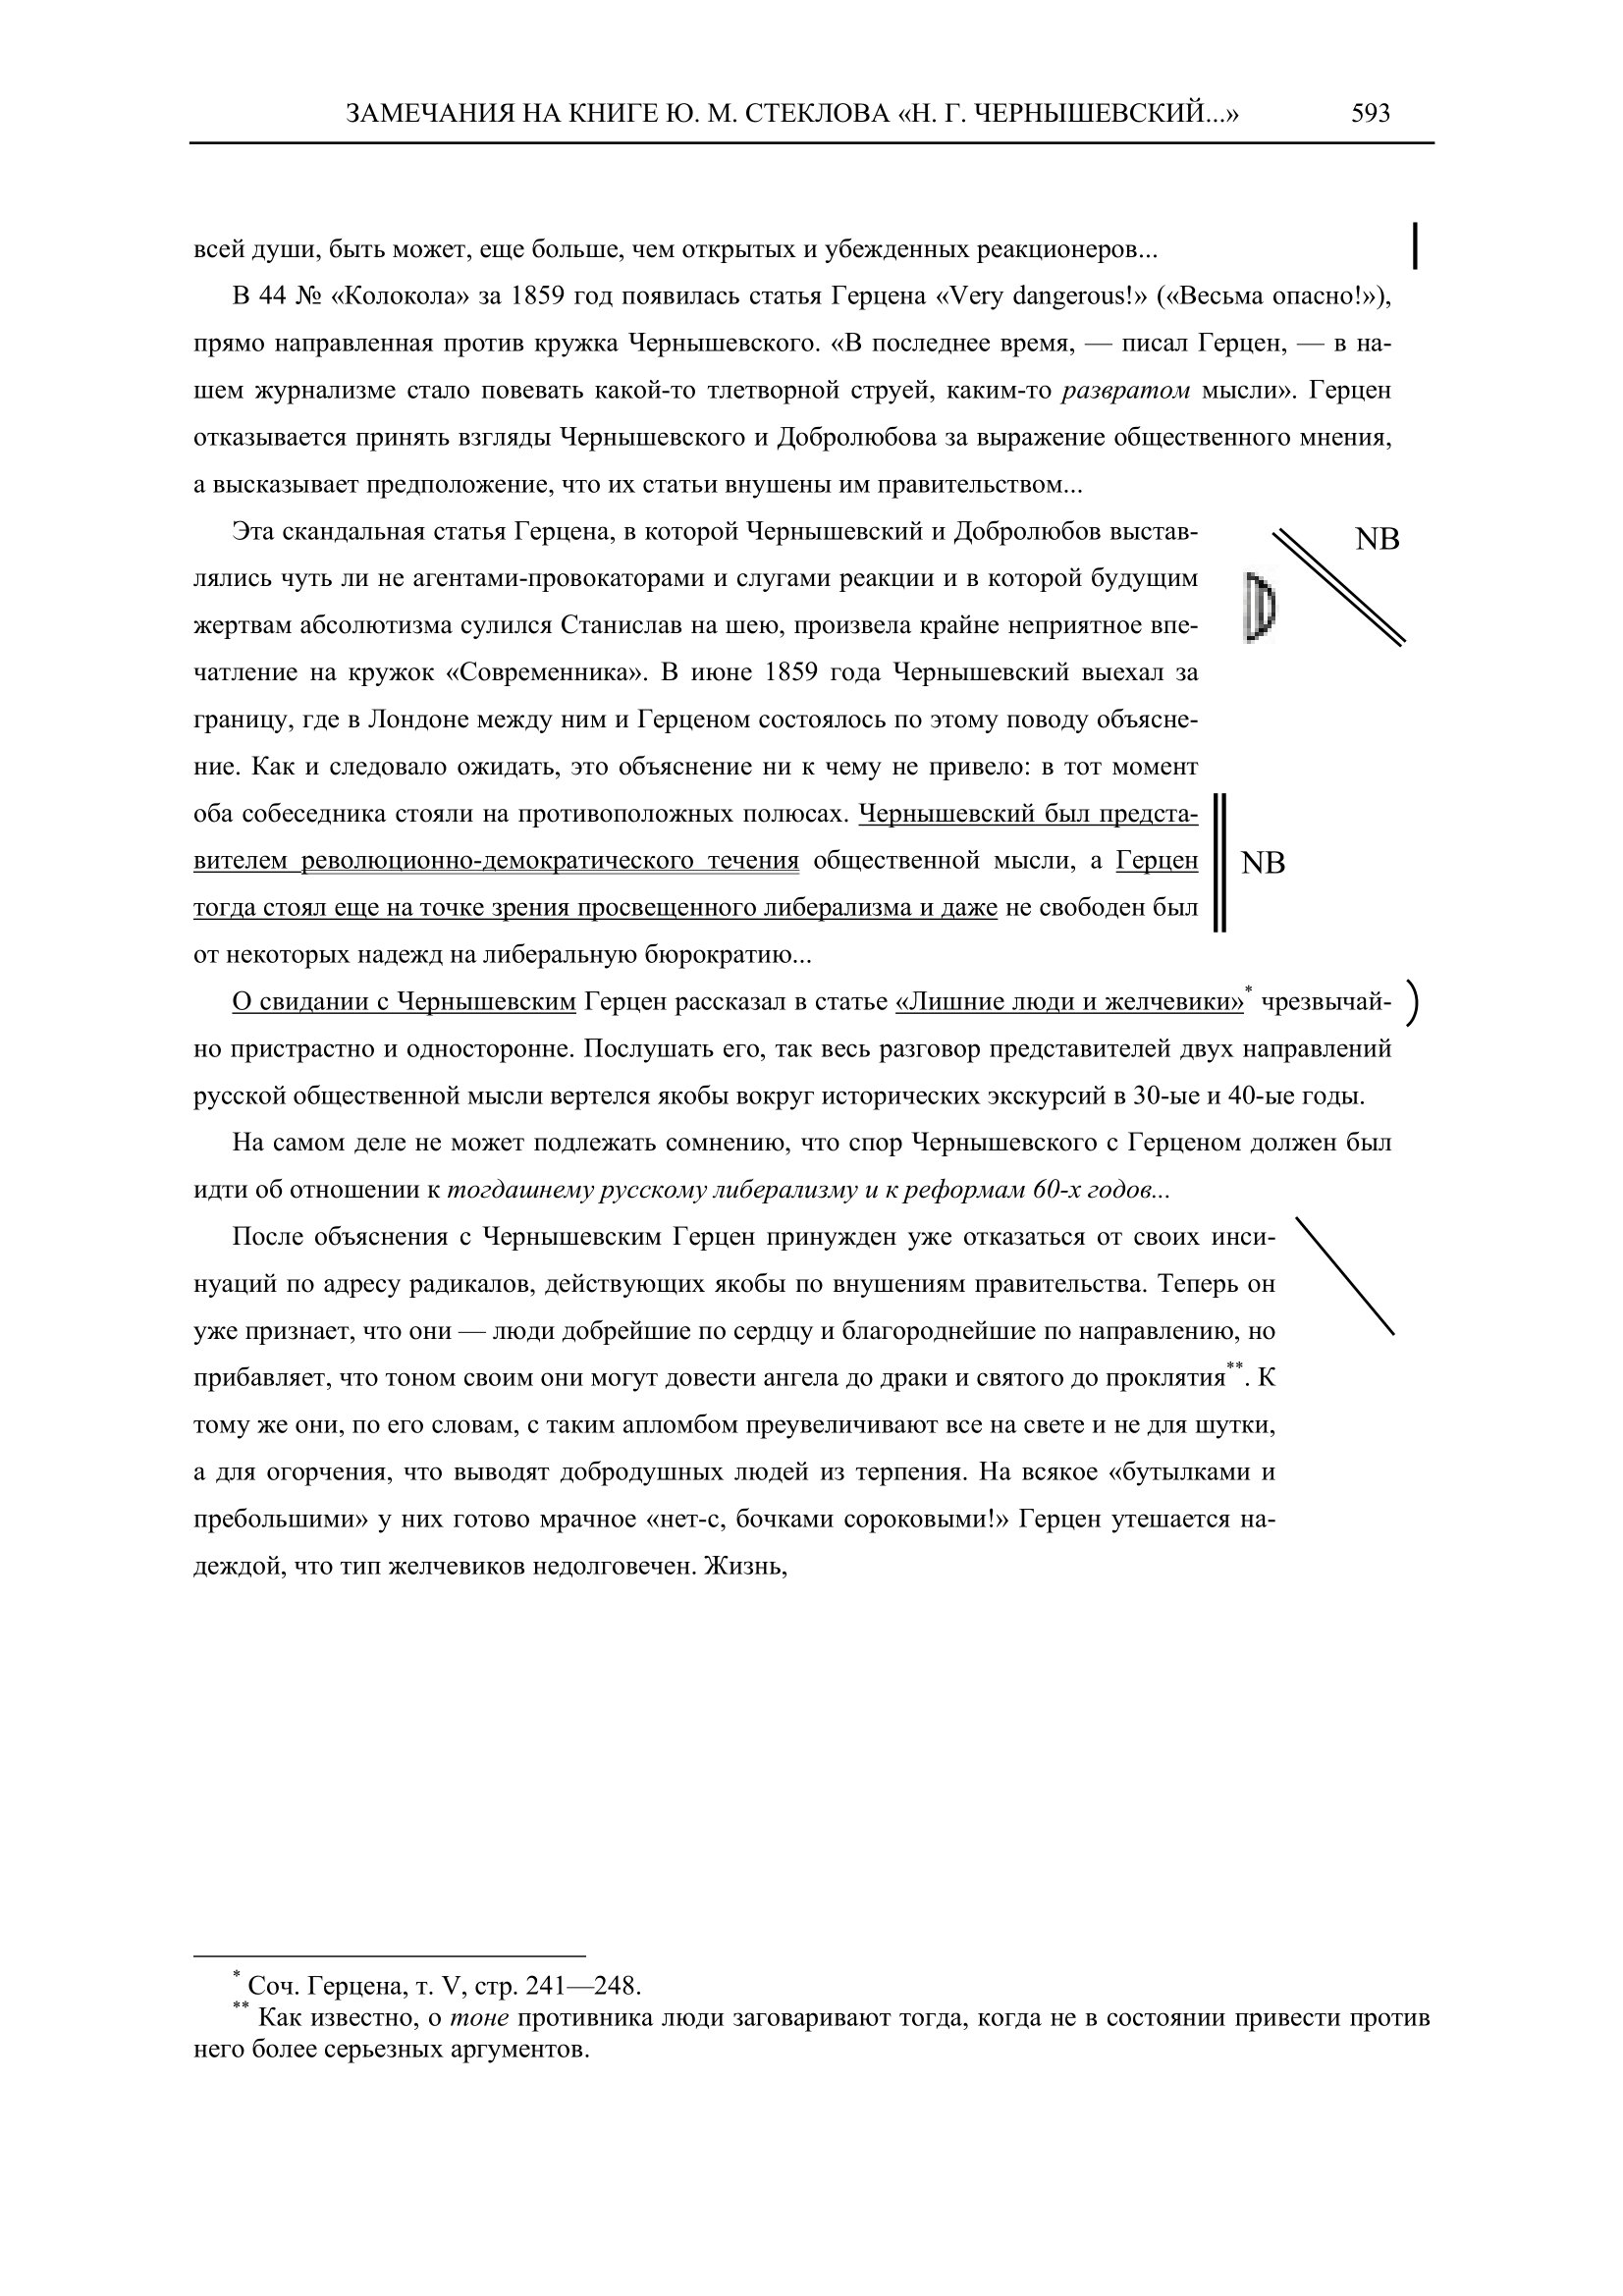 ЗАМЕЧАНИЯ НА КНИГЕ Ю. М. СТЕКЛОВА «Н. Г. ЧЕРНЫШЕВСКИЙ...» 593
всей души, быть может, еще больше, чем открытых и убежденных реакционеров...
В 44 № «Колокола» за 1859 год появилась статья Герцена «Very dangerous!» («Весьма опасно!»),
прямо направленная против кружка Чернышевского. «В последнее время, — писал Герцен, — в на-
шем журнализме стало повевать какой-то тлетворной струей, каким-то развратом мысли». Герцен
отказывается принять взгляды Чернышевского и Добролюбова за выражение общественного мнения,
а высказывает предположение, что их статьи внушены им правительством...
Эта скандальная статья Герцена, в которой Чернышевский и Добролюбов выстав- NB
лялись чуть ли не агентами-провокаторами и слугами реакции и в которой будущим
жертвам абсолютизма сулился Станислав на шею, произвела крайне неприятное впе-
чатление на кружок «Современника». В июне 1859 года Чернышевский выехал за
границу, где в Лондоне между ним и Герценом состоялось по этому поводу объясне-
ние. Как и следовало ожидать, это объяснение ни к чему не привело: в тот момент
оба собеседника стояли на противоположных полюсах. Чернышевский был предста-
вителем революционно-демократического течения общественной мысли, а Герцен NB
тогда стоял еще на точке зрения просвещенного либерализма и даже не свободен был
от некоторых надежд на либеральную бюрократию...
О свидании с Чернышевским Герцен рассказал в статье «Лишние люди и желчевики»* чрезвычай-
но пристрастно и односторонне. Послушать его, так весь разговор представителей двух направлений
русской общественной мысли вертелся якобы вокруг исторических экскурсий в 30-ые и 40-ые годы.
На самом деле не может подлежать сомнению, что спор Чернышевского с Герценом должен был
идти об отношении к тогдашнему русскому либерализму и к реформам 60-х годов...
После объяснения с Чернышевским Герцен принужден уже отказаться от своих инси-
нуаций по адресу радикалов, действующих якобы по внушениям правительства. Теперь он
уже признает, что они — люди добрейшие по сердцу и благороднейшие по направлению, но
прибавляет, что тоном своим они могут довести ангела до драки и святого до проклятия**. К
тому же они, по его словам, с таким апломбом преувеличивают все на свете и не для шутки,
а для огорчения, что выводят добродушных людей из терпения. На всякое «бутылками и
пребольшими» у них готово мрачное «нет-с, бочками сороковыми!» Герцен утешается на-
деждой, что тип желчевиков недолговечен. Жизнь,
* Соч. Герцена, т. V, стр. 241—248.
** Как известно, о тоне противника люди заговаривают тогда, когда не в состоянии привести против
него более серьезных аргументов.